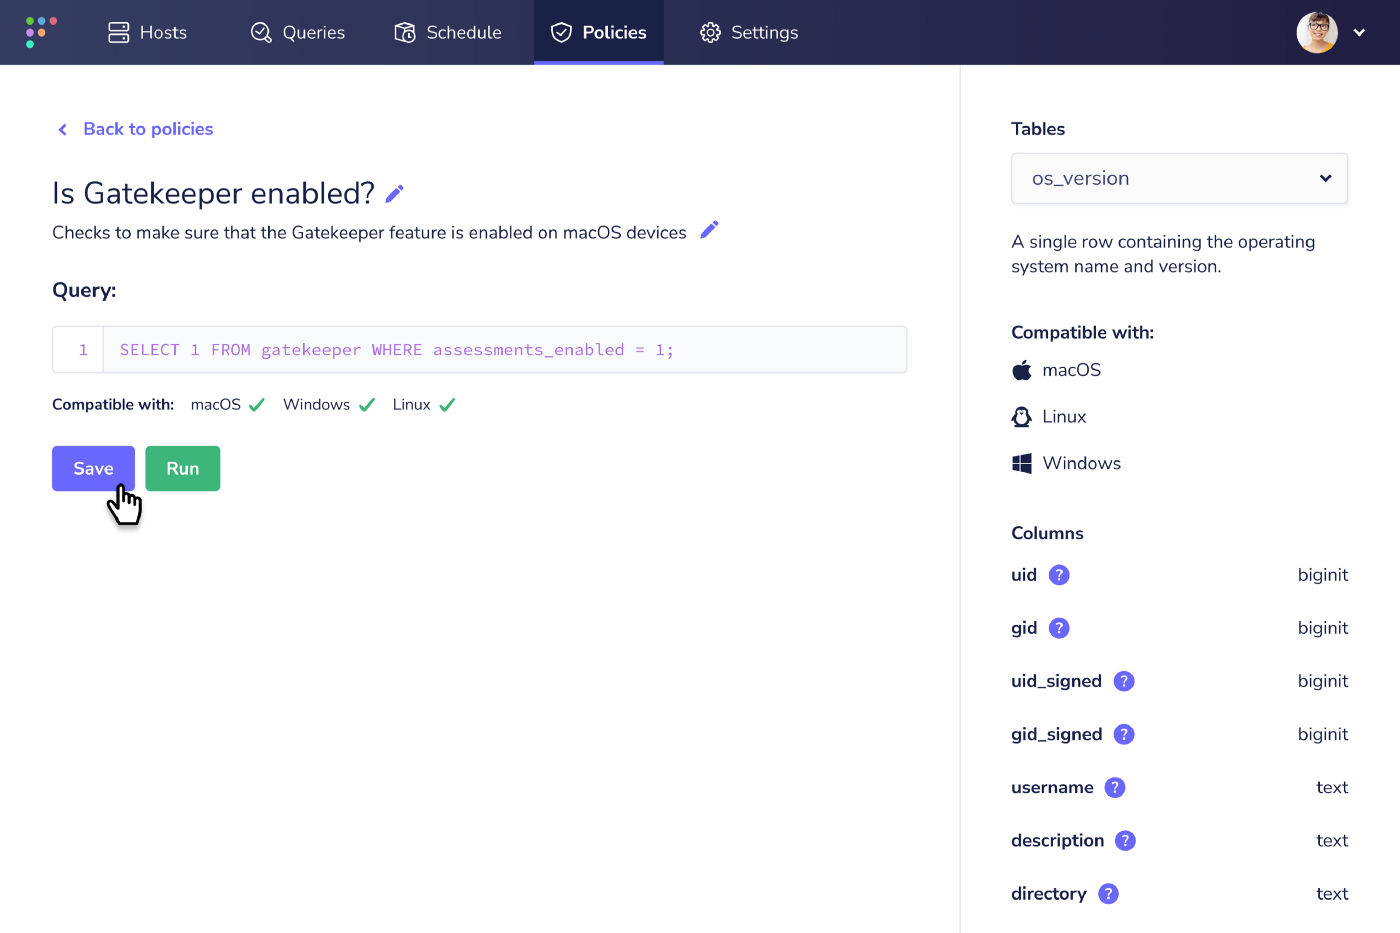 Hosts
Queries
Schedule
Policies
Settings
Back to policies
Is Gatekeeper enabled?
Checks to make sure that the Gatekeeper feature is enabled on macOS devices
Query:
1 SELECT 1 FROM gatekeeper WHERE assessments_enabled = 1;
Compatible with: macOS Windows Linux
Save
Run
Tables
os_version
A single row containing the operating
system name and version.
Compatible with:
macOS
Linux
Windows
Columns
uid ? biginit
gid ? biginit
uid_signed ? biginit
gid_signed ? biginit
username ? text
description ? text
directory ? text